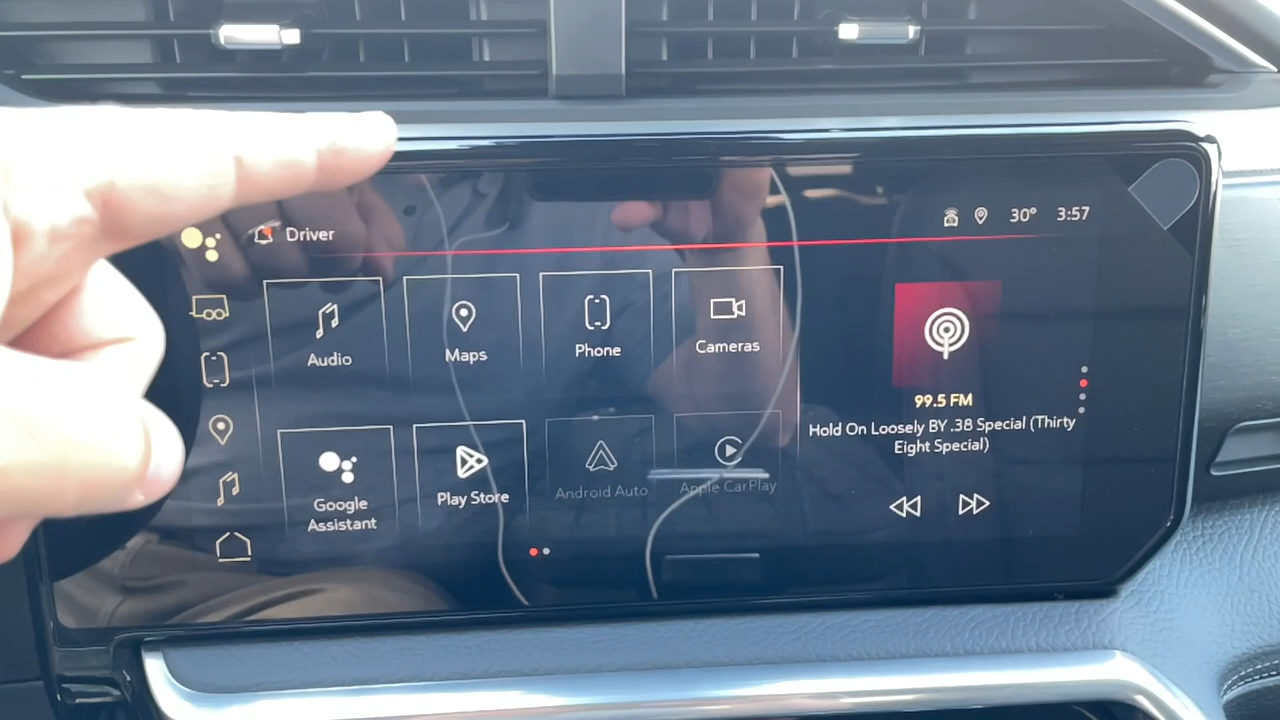 Driver
30° 3:57
Audio
Maps
Phone
Cameras
Google
Assistant
Play Store
Android Auto
Apple CarPlay
99.5 FM
Hold On Loosely BY .38 Special (Thirty
Eight Special)